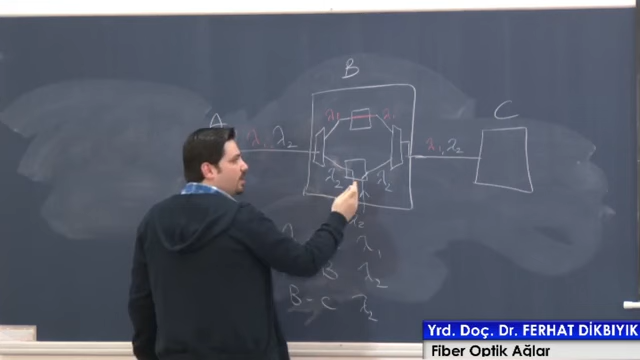 B
C
A
λ₁ λ₂
λ₁ λ₁
λ₁, λ₂
λ₂ λ₂
λ₂
λ₁
B λ₂
B - C λ₂
Yrd. Doç. Dr. FERHAT DİKBIYIK
Fiber Optik Ağlar